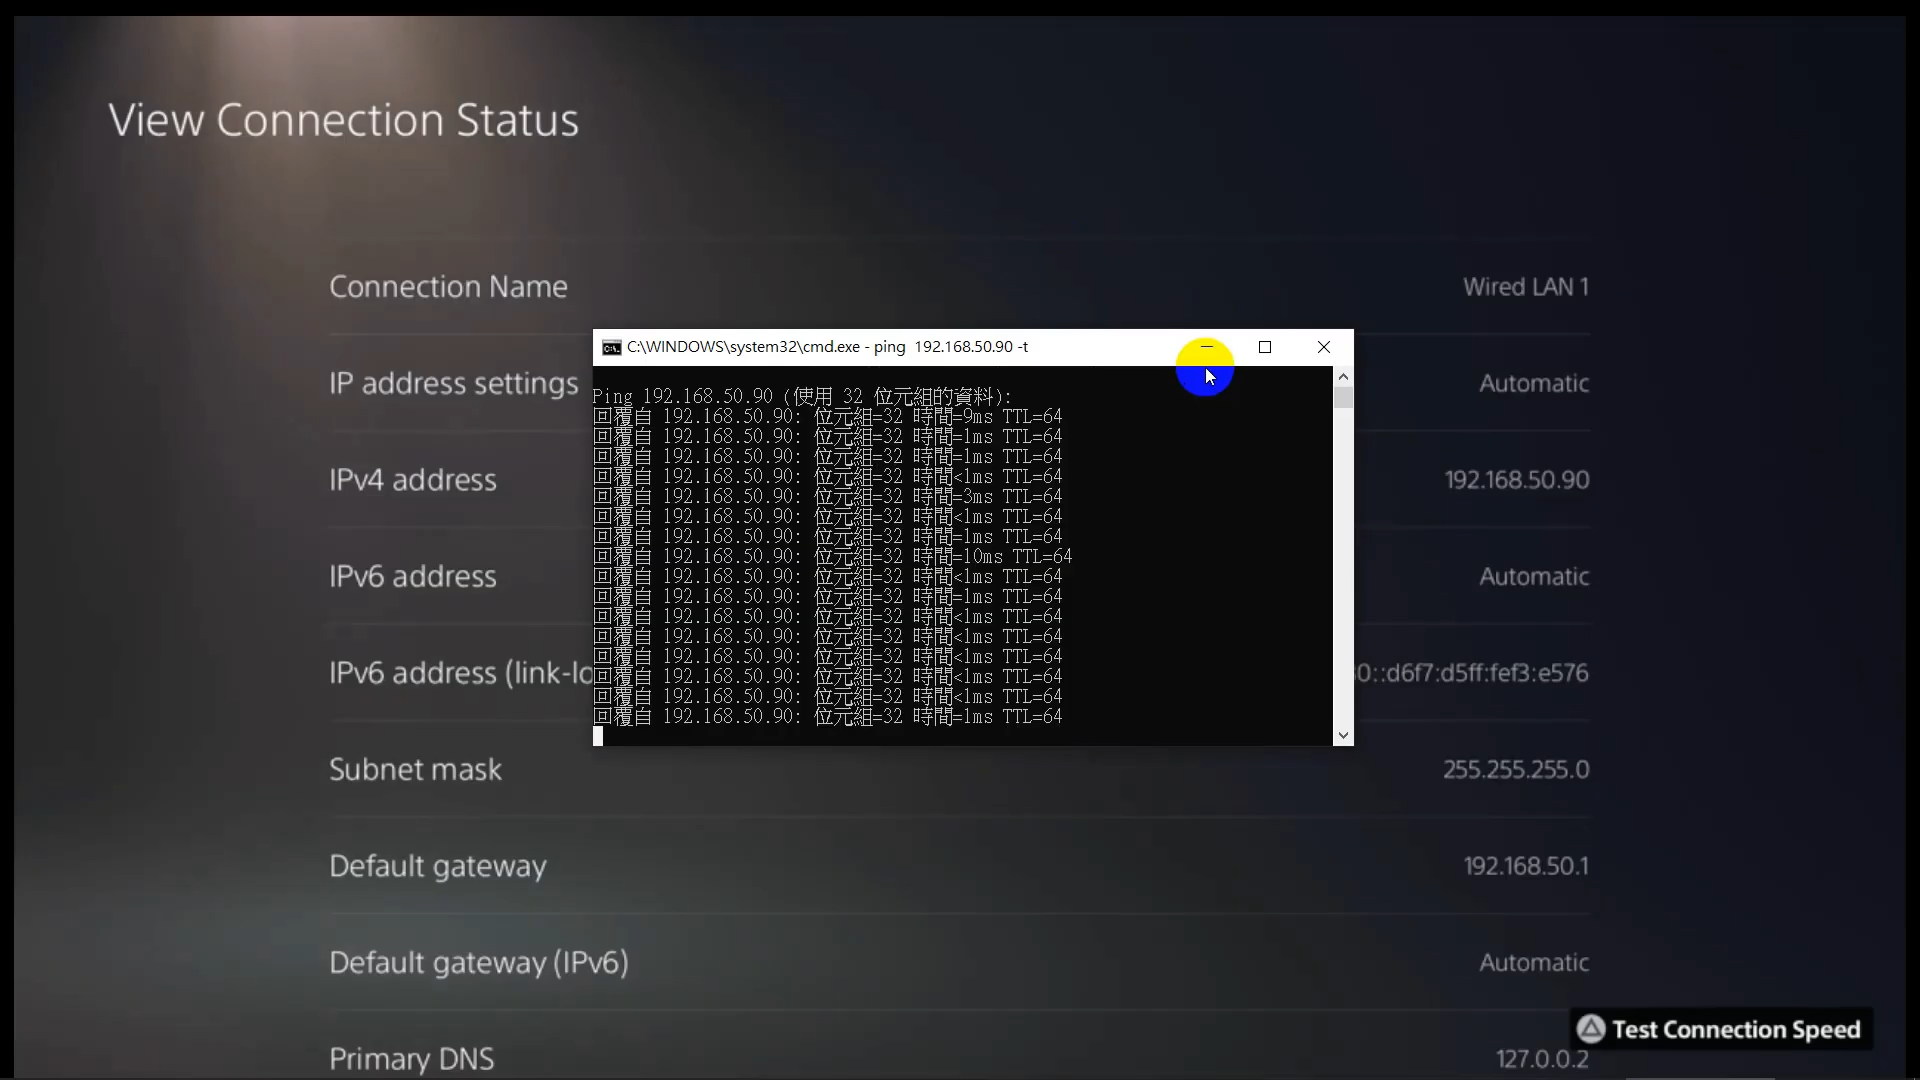 View Connection Status
Connection Name
Wired LAN 1
C:\WINDOWS\system32\cmd.exe - ping  192.168.50.90 -t
IP address settings
Automatic
Ping 192.168.50.90 (使用 32 位元組的資料):
回覆自 192.168.50.90: 位元組=32 時間=9ms TTL=64
回覆自 192.168.50.90: 位元組=32 時間=1ms TTL=64
回覆自 192.168.50.90: 位元組=32 時間=1ms TTL=64
回覆自 192.168.50.90: 位元組=32 時間<1ms TTL=64
回覆自 192.168.50.90: 位元組=32 時間=3ms TTL=64
回覆自 192.168.50.90: 位元組=32 時間<1ms TTL=64
回覆自 192.168.50.90: 位元組=32 時間=1ms TTL=64
回覆自 192.168.50.90: 位元組=32 時間=10ms TTL=64
回覆自 192.168.50.90: 位元組=32 時間<1ms TTL=64
回覆自 192.168.50.90: 位元組=32 時間=1ms TTL=64
回覆自 192.168.50.90: 位元組=32 時間<1ms TTL=64
回覆自 192.168.50.90: 位元組=32 時間<1ms TTL=64
回覆自 192.168.50.90: 位元組=32 時間<1ms TTL=64
回覆自 192.168.50.90: 位元組=32 時間<1ms TTL=64
回覆自 192.168.50.90: 位元組=32 時間<1ms TTL=64
回覆自 192.168.50.90: 位元組=32 時間=1ms TTL=64
IPv4 address
192.168.50.90
IPv6 address
Automatic
IPv6 address (link-lo
0::d6f7:d5ff:fef3:e576
Subnet mask
255.255.255.0
Default gateway
192.168.50.1
Default gateway (IPv6)
Automatic
Test Connection Speed
Primary DNS
127.0.0.2